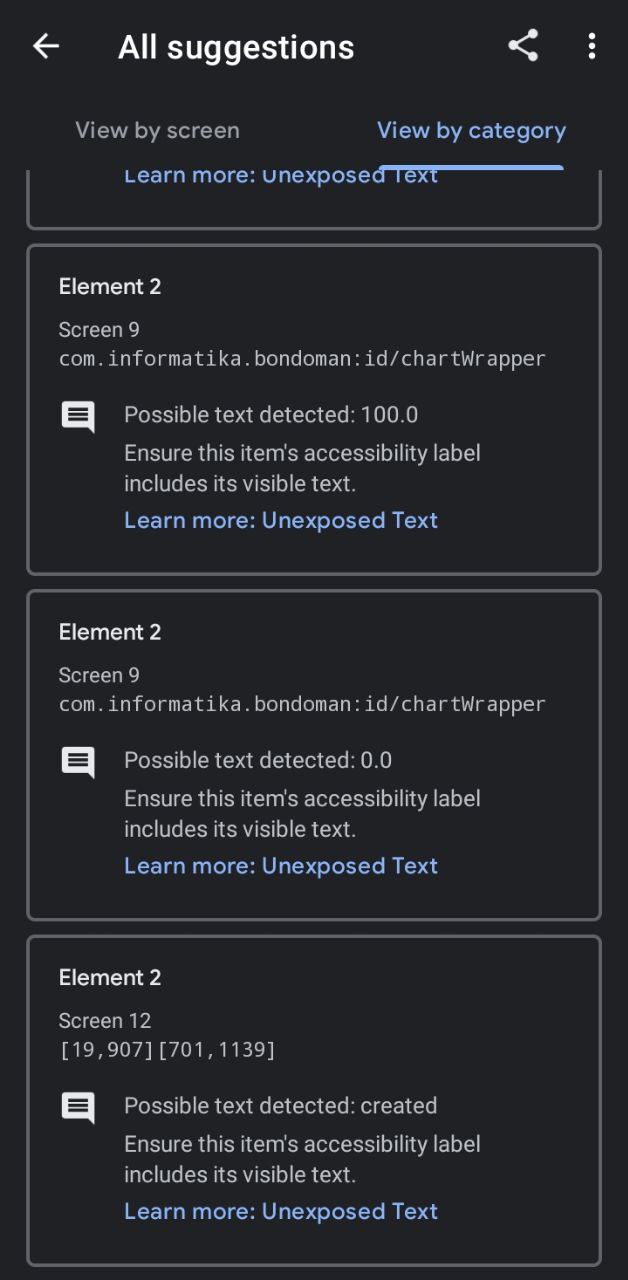 All suggestions
View by screen
View by category
Learn more: Unexposed Text
Element 2
Screen 9
com.informatika.bondoman:id/chartWrapper
Possible text detected: 100.0
Ensure this item's accessibility label
includes its visible text.
Learn more: Unexposed Text
Element 2
Screen 9
com.informatika.bondoman:id/chartWrapper
Possible text detected: 0.0
Ensure this item's accessibility label
includes its visible text.
Learn more: Unexposed Text
Element 2
Screen 12
[19,907][701,1139]
Possible text detected: created
Ensure this item's accessibility label
includes its visible text.
Learn more: Unexposed Text